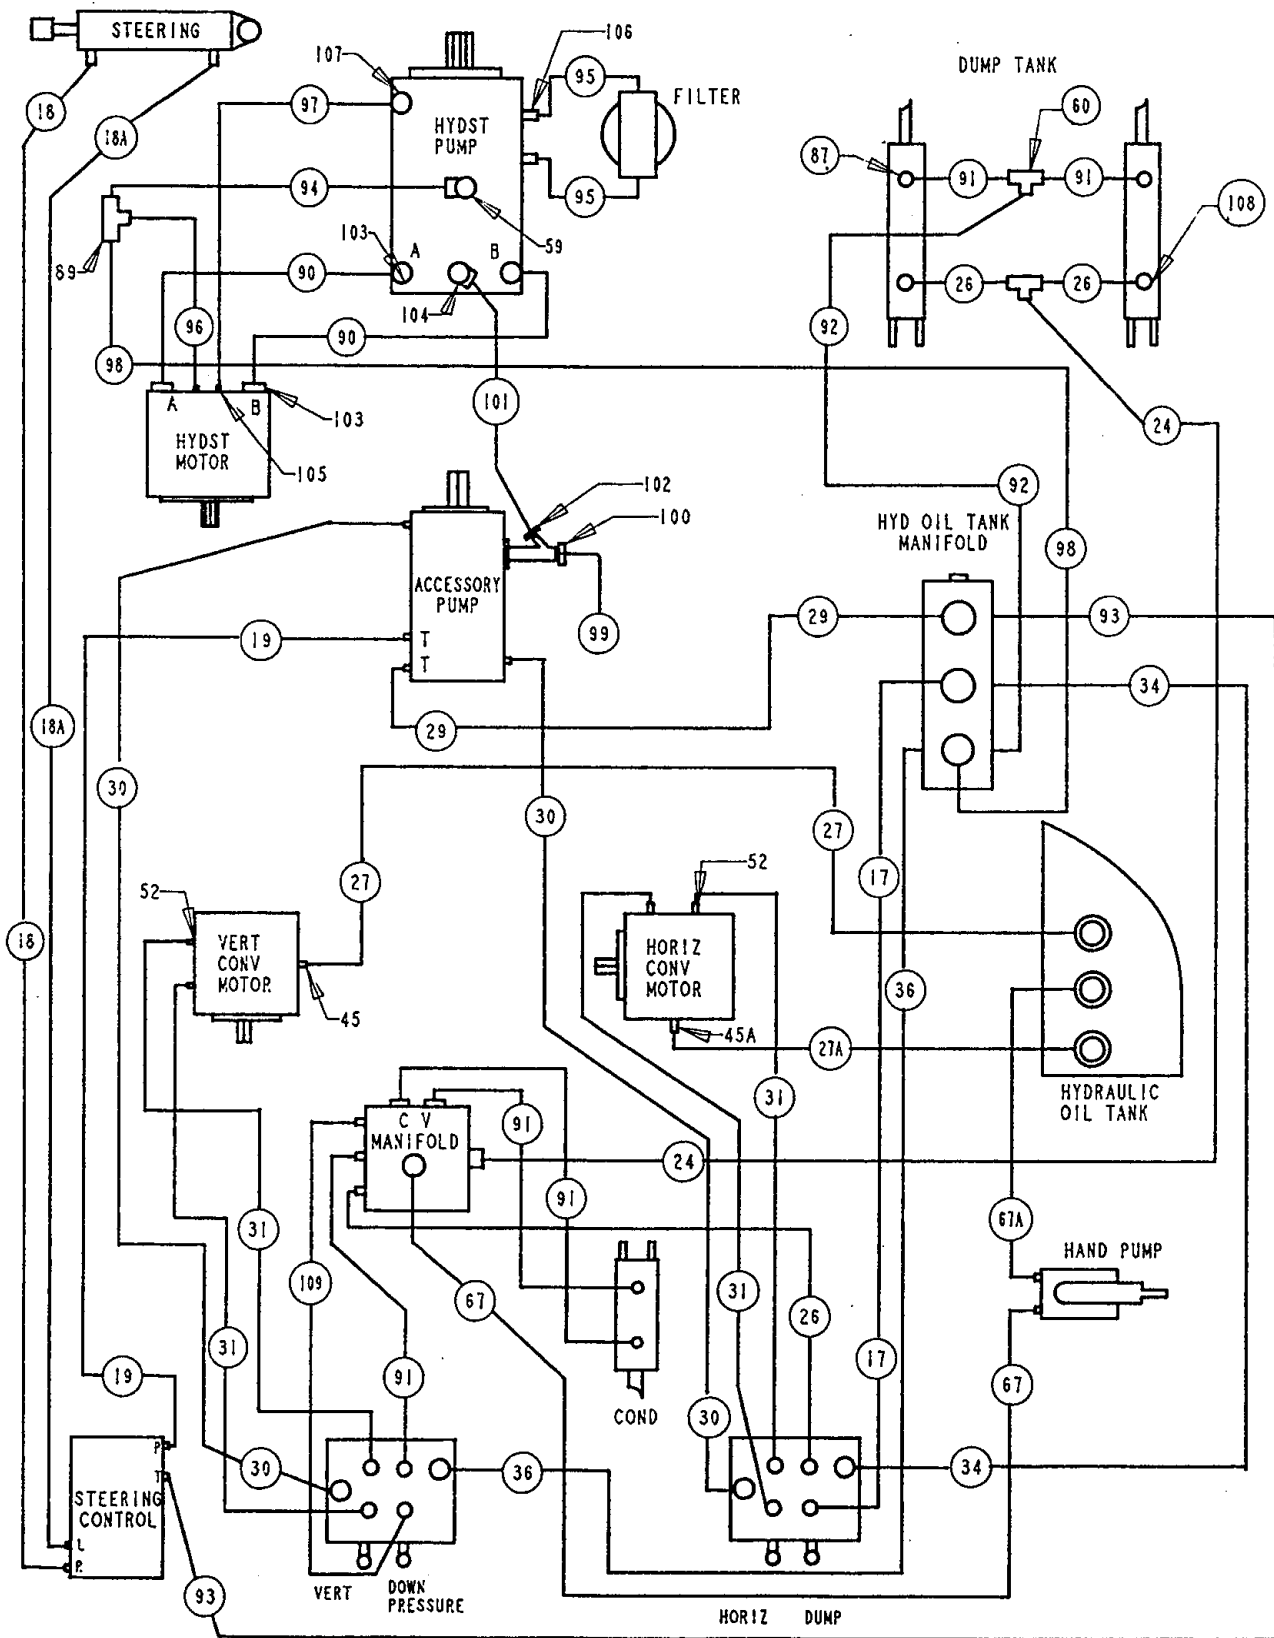 STEERING
107
106
95
FILTER
DUMP TANK
60
18
97
18A
HYDST
PUMP
87
91
91
94
95
108
103
A
B
59
89
90
26
26
104
92
96
90
98
A
B
103
101
24
HYDST
MOTOR
105
102
92
100
HYD OIL TANK
MANIFOLD
98
ACCESSORY
PUMP
99
29
93
19
T
T
34
18A
29
30
30
27
17
27
52
52
18
VERT
CONV
MOTOR
HORIZ
CONV
MOTOR
36
45
45A
27A
31
HYDRAULIC
OIL TANK
C V
MANIFOLD
91
24
91
67A
31
HAND PUMP
109
67
31
26
31
17
91
19
67
COND
30
P
30
36
34
T
STEERING
CONTROL
L
R
93
VERT
DOWN
PRESSURE
HORIZ
DUMP